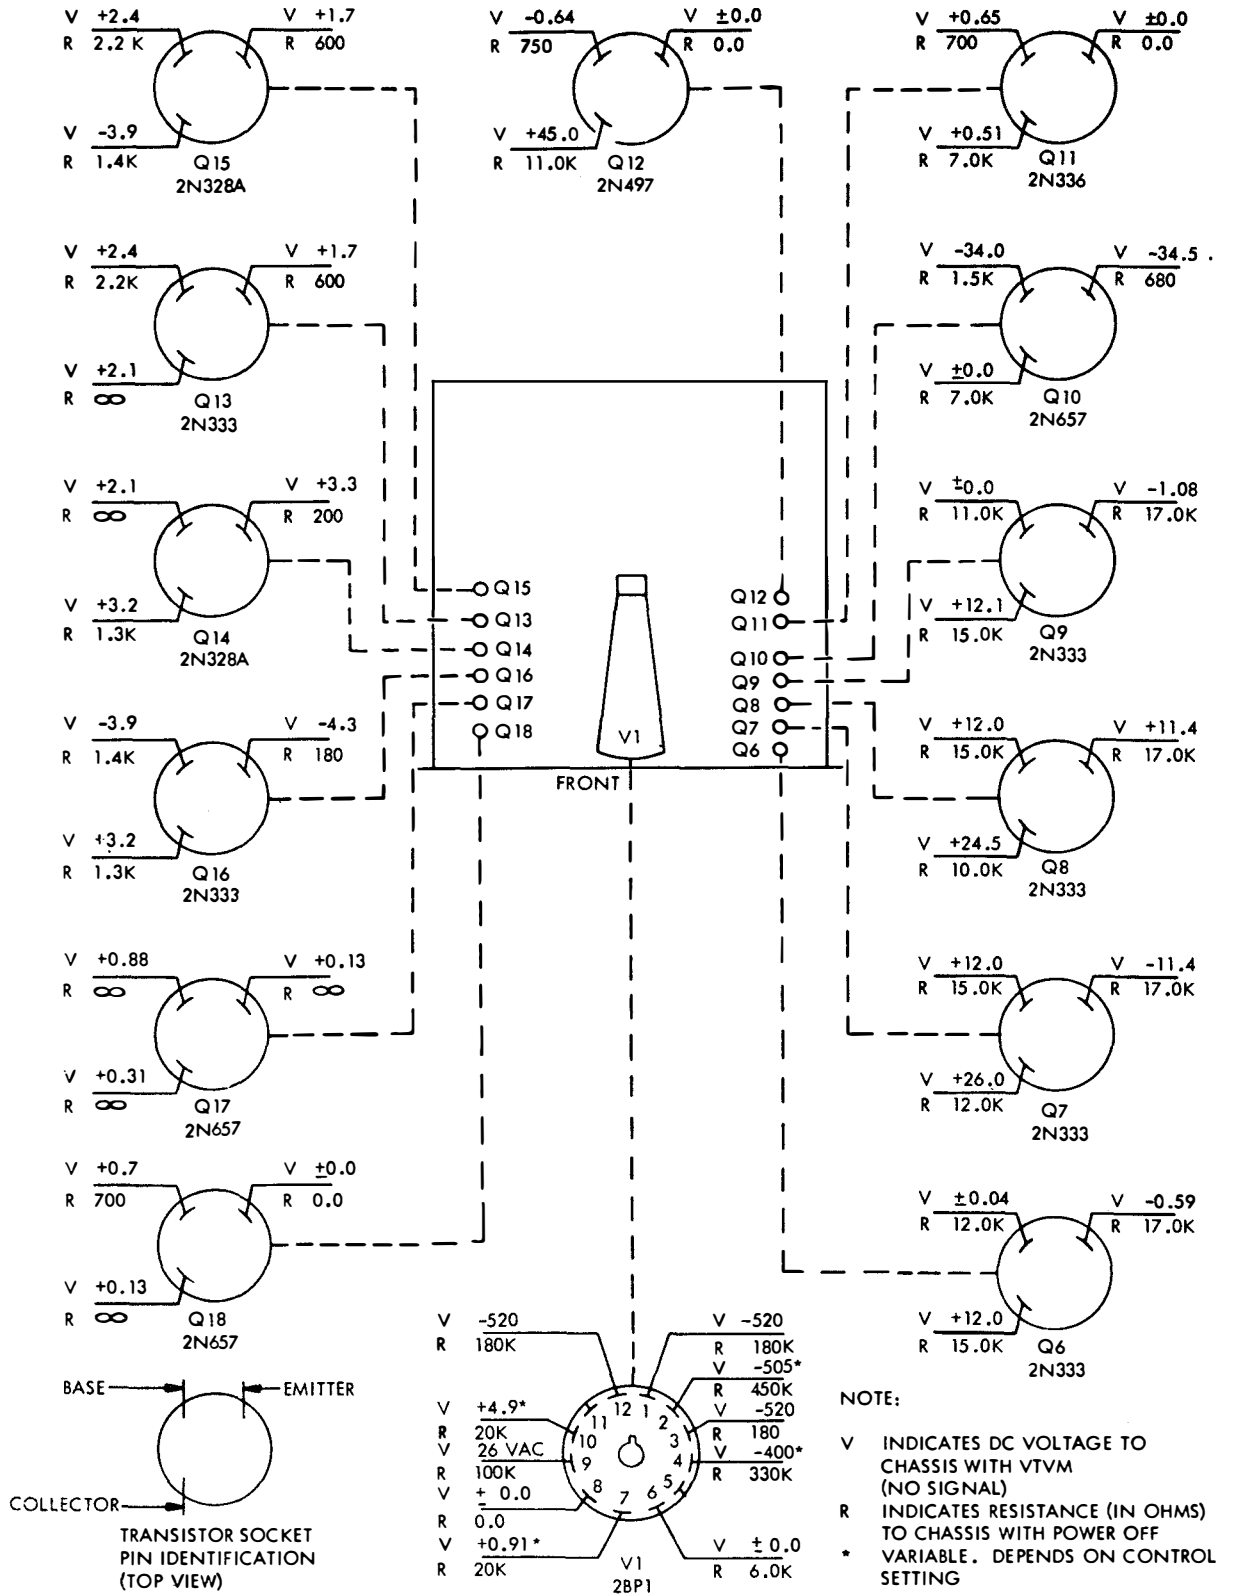 V +2.4
R 2.2 K
V +1.7
R 600
V -3.9
R 1.4K
Q15
2N328A
V -0.64
R 750
V ±0.0
R 0.0
V +45.0
R 11.0K
Q12
2N497
V +0.65
R 700
V ±0.0
R 0.0
V +0.51
R 7.0K
Q11
2N336
V +2.4
R 2.2K
V +1.7
R 600
V +2.1
R ∞
Q13
2N333
V -34.0
R 1.5K
V -34.5 .
R 680
V ±0.0
R 7.0K
Q10
2N657
V +2.1
R ∞
V +3.3
R 200
V +3.2
R 1.3K
Q14
2N328A
V ±0.0
R 11.0K
V -1.08
R 17.0K
V +12.1
R 15.0K
Q9
2N333
Q15
Q13
Q14
Q16
Q17
Q18
V1
Q12
Q11
Q10
Q9
Q8
Q7
Q6
FRONT
V -3.9
R 1.4K
V -4.3
R 180
V +3.2
R 1.3K
Q16
2N333
V +12.0
R 15.0K
V +11.4
R 17.0K
V +24.5
R 10.0K
Q8
2N333
V +0.88
R ∞
V +0.13
R ∞
V +0.31
R ∞
Q17
2N657
V +12.0
R 15.0K
V -11.4
R 17.0K
V +26.0
R 12.0K
Q7
2N333
V +0.7
R 700
V ±0.0
R 0.0
V +0.13
R ∞
Q18
2N657
V ±0.04
R 12.0K
V -0.59
R 17.0K
V +12.0
R 15.0K
Q6
2N333
BASE
EMITTER
COLLECTOR
TRANSISTOR SOCKET
PIN IDENTIFICATION
(TOP VIEW)
V -520
R 180K
V +4.9*
R 20K
V 26 VAC
R 100K
V ± 0.0
R 0.0
V +0.91*
R 20K
12 1
11 2
10 3
9 4
8 5
7 6
V -520
R 180K
V -505*
R 450K
V -520
R 180
V -400*
R 330K
V ± 0.0
R 6.0K
V1
2BP1
NOTE:
V INDICATES DC VOLTAGE TO
CHASSIS WITH VTVM
(NO SIGNAL)
R INDICATES RESISTANCE (IN OHMS)
TO CHASSIS WITH POWER OFF
* VARIABLE. DEPENDS ON CONTROL
SETTING